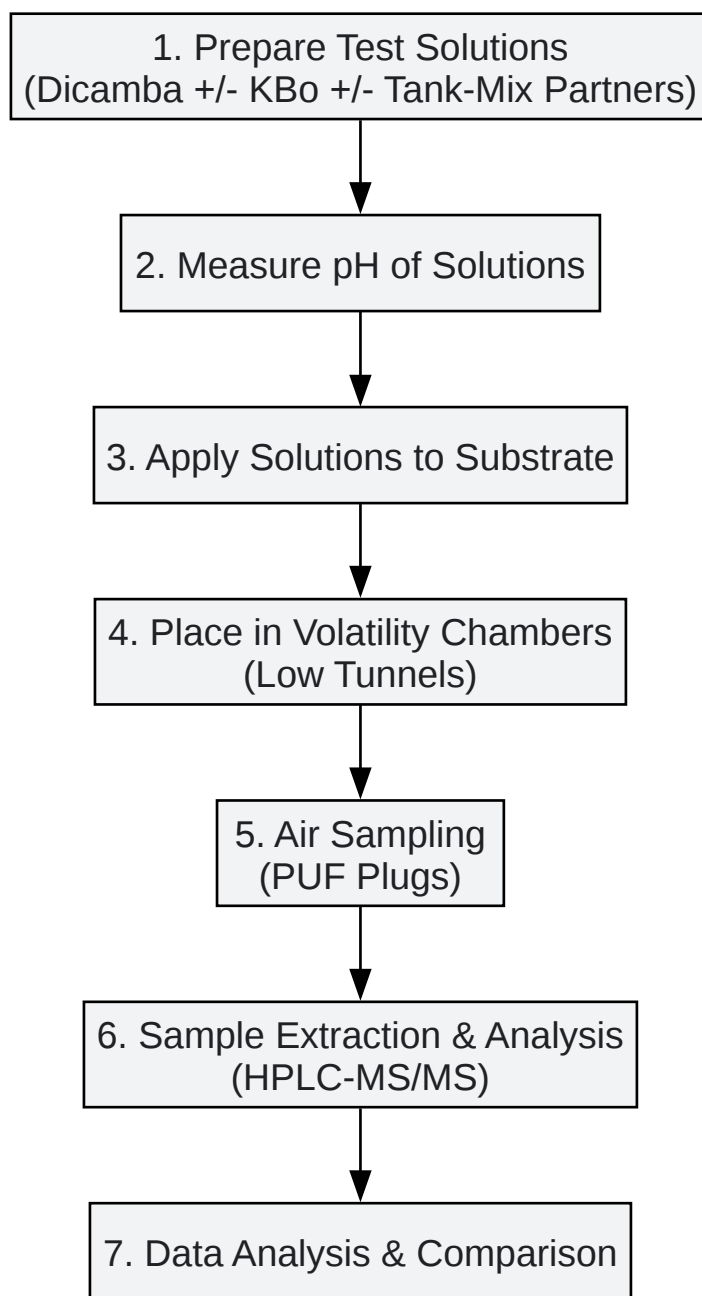 1. Prepare Test Solutions
(Dicamba +/- KBo +/- Tank-Mix Partners)
2. Measure pH of Solutions
3. Apply Solutions to Substrate
4. Place in Volatility Chambers
(Low Tunnels)
5. Air Sampling
(PUF Plugs)
6. Sample Extraction & Analysis
(HPLC-MS/MS)
7. Data Analysis & Comparison